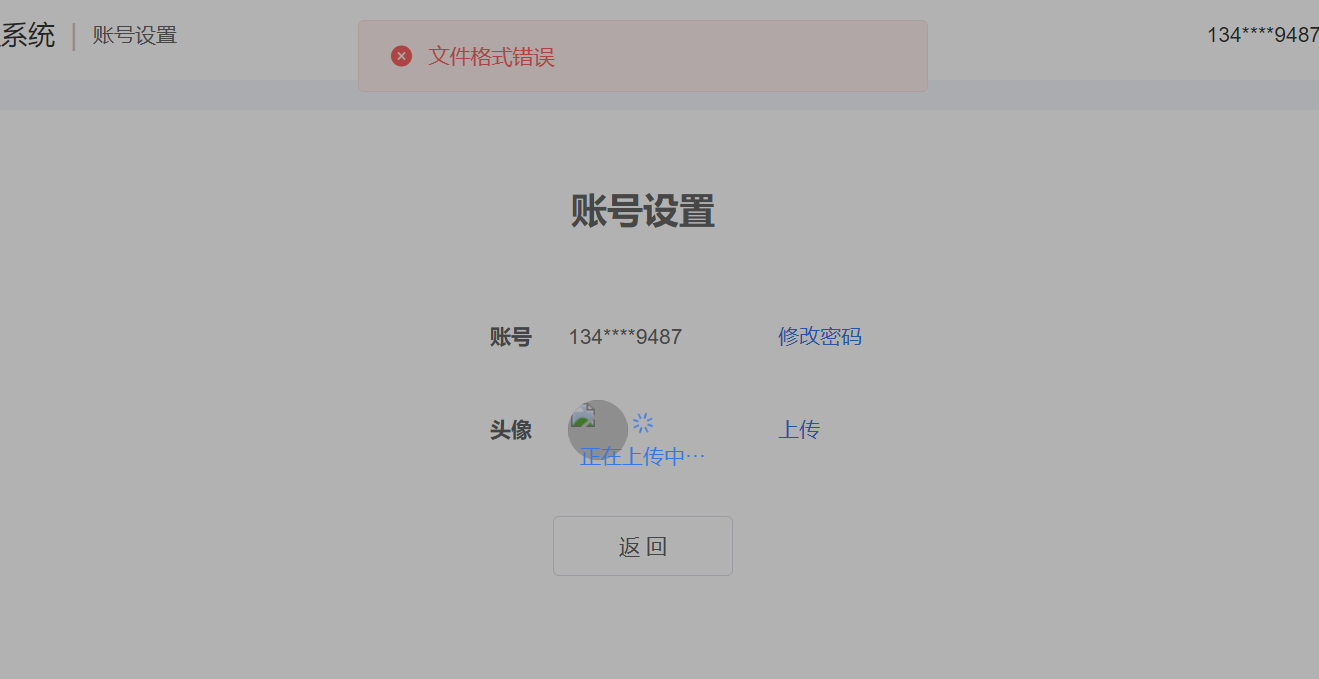 系统 | 账号设置
134****9487
文件格式错误
账号设置
账号 134****9487 修改密码
头像 上传
正在上传中...
返 回